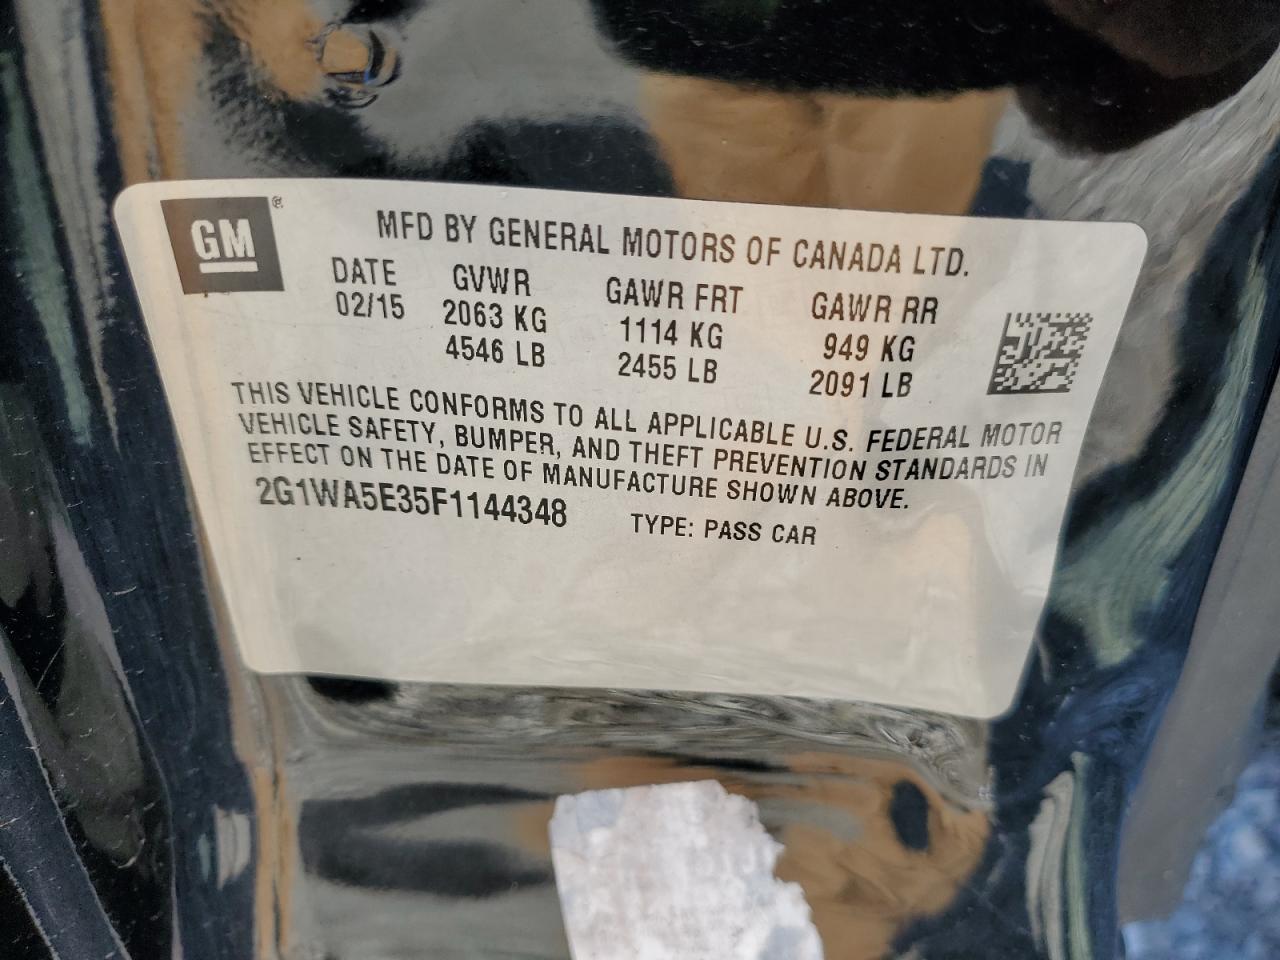 GM ®
MFD BY GENERAL MOTORS OF CANADA LTD.
DATE GVWR GAWR FRT GAWR RR
02/15 2063 KG 1114 KG 949 KG
4546 LB 2455 LB 2091 LB
THIS VEHICLE CONFORMS TO ALL APPLICABLE U.S. FEDERAL MOTOR
VEHICLE SAFETY, BUMPER, AND THEFT PREVENTION STANDARDS IN
EFFECT ON THE DATE OF MANUFACTURE SHOWN ABOVE.
2G1WA5E35F1144348 TYPE: PASS CAR